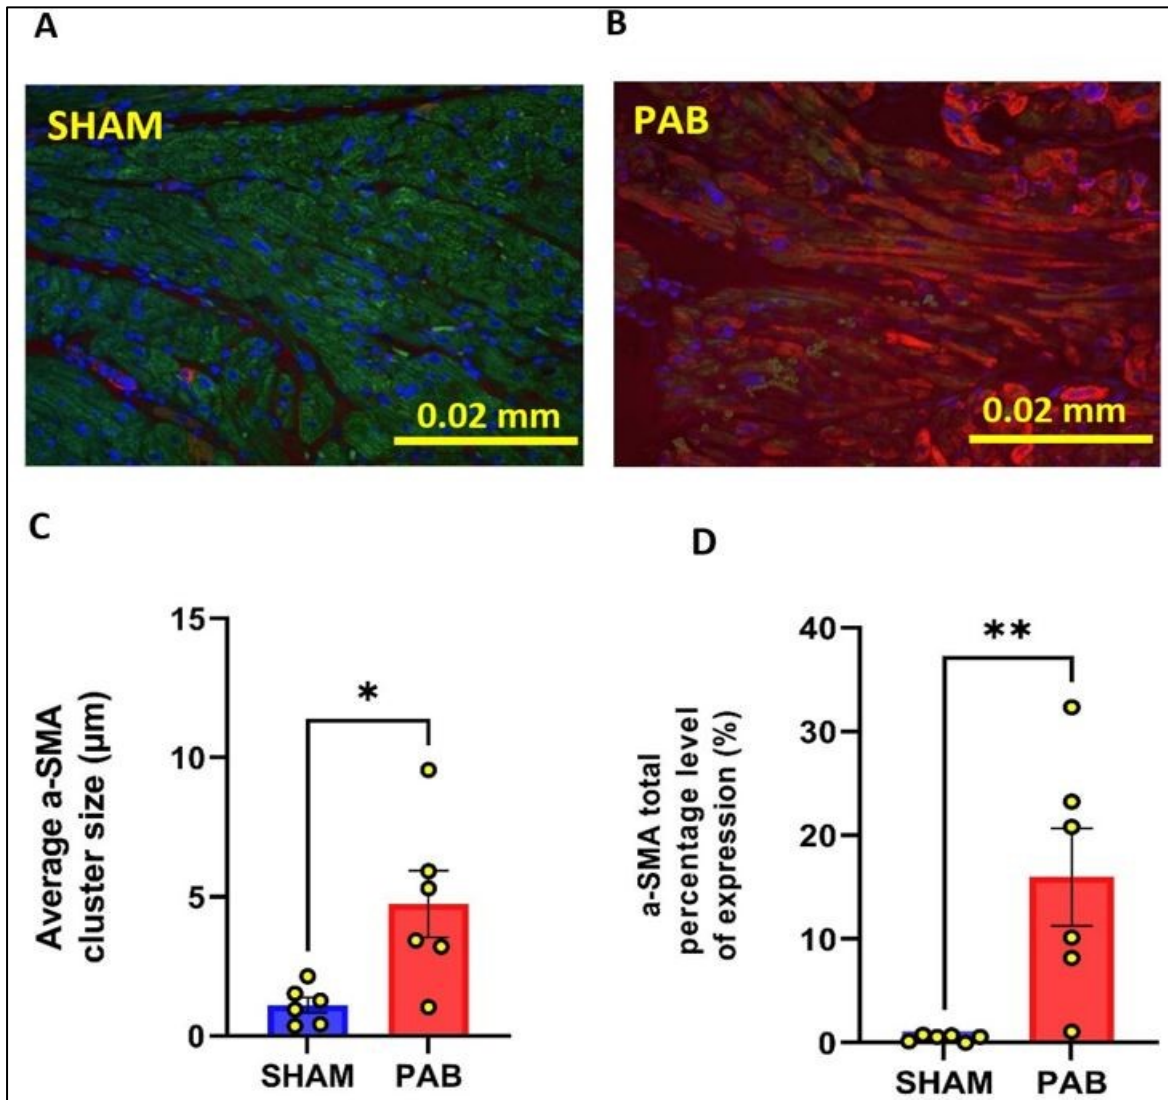 A
B
SHAM
PAB
0.02 mm
0.02 mm
C
D
Average a-SMA
cluster size (µm)
15
10
5
0
*
SHAM
PAB
a-SMA total
percentage level
of expression (%)
40
30
20
10
0
**
SHAM
PAB